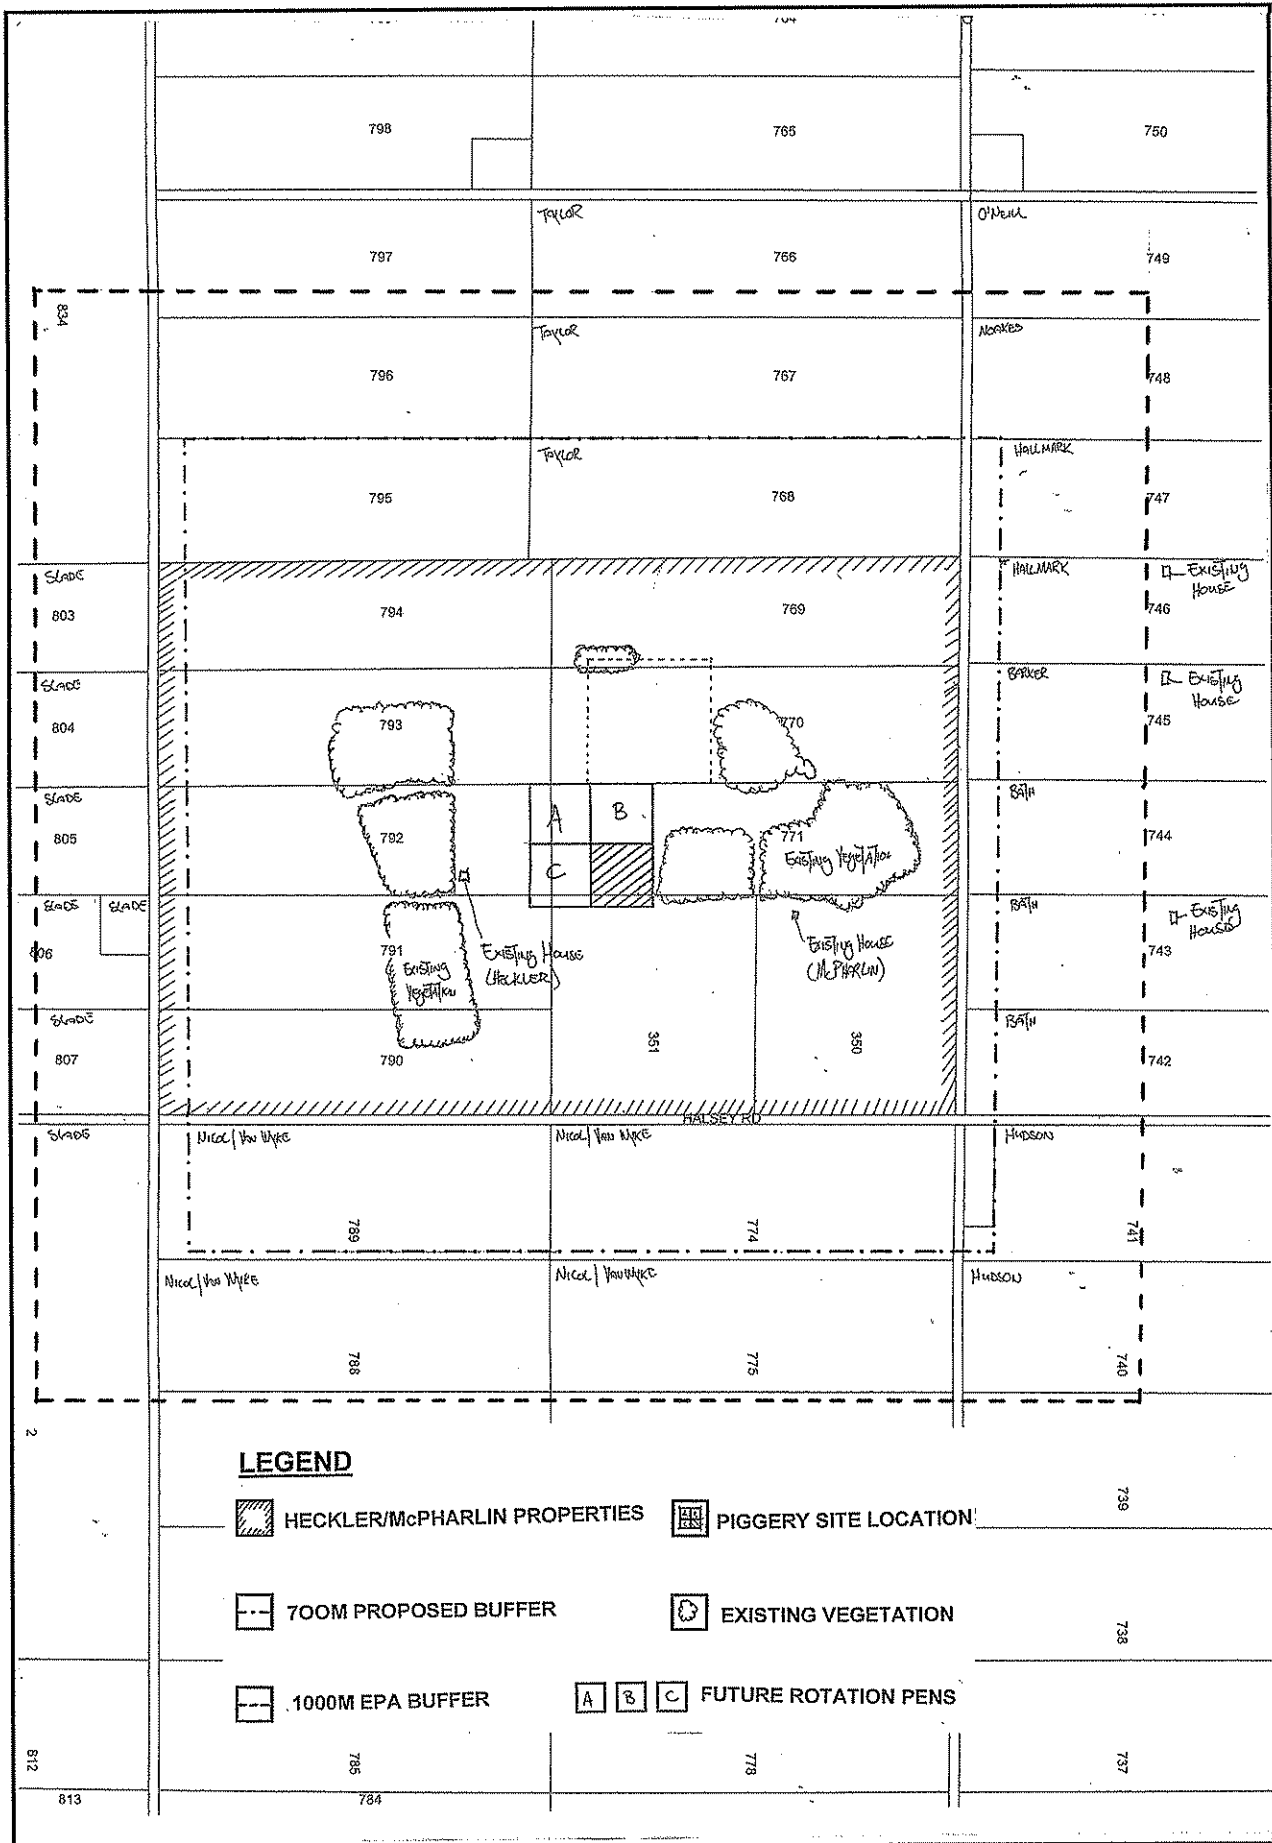 764
798
765
750
TAYLOR
O'NEILL
797
766
749
834
TAYLOR
NOAKES
796
767
748
TAYLOR
HALLMARK
795
768
747
SLADE
HALLMARK
EXISTING
HOUSE
803
794
769
746
SLADE
BARKER
EXISTING
HOUSE
804
793
770
745
SLADE
BATH
A
B
805
792
771
744
EXISTING VEGETATION
C
SLADE
SLADE
BATH
EXISTING
HOUSE
806
791
EXISTING
VEGETATION
EXISTING HOUSE
(HECKLER)
EXISTING HOUSE
(McPHARLIN)
743
SLADE
BATH
807
790
351
350
742
HALSEY RD
SLADE
NICOL/VAN WYKE
NICOL/VAN WYKE
HUDSON
789
774
741
NICOL/VAN WYKE
NICOL/VAN WYKE
HUDSON
788
775
740
2
LEGEND
HECKLER/McPHARLIN PROPERTIES
PIGGERY SITE LOCATION
739
700M PROPOSED BUFFER
EXISTING VEGETATION
738
1000M EPA BUFFER
A B C FUTURE ROTATION PENS
812
785
778
737
813
784